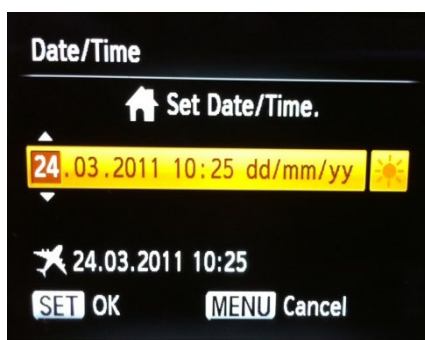 Date/Time
Set Date/Time.
24.03.2011 10:25 dd/mm/yy
24.03.2011 10:25
SET OK MENU Cancel